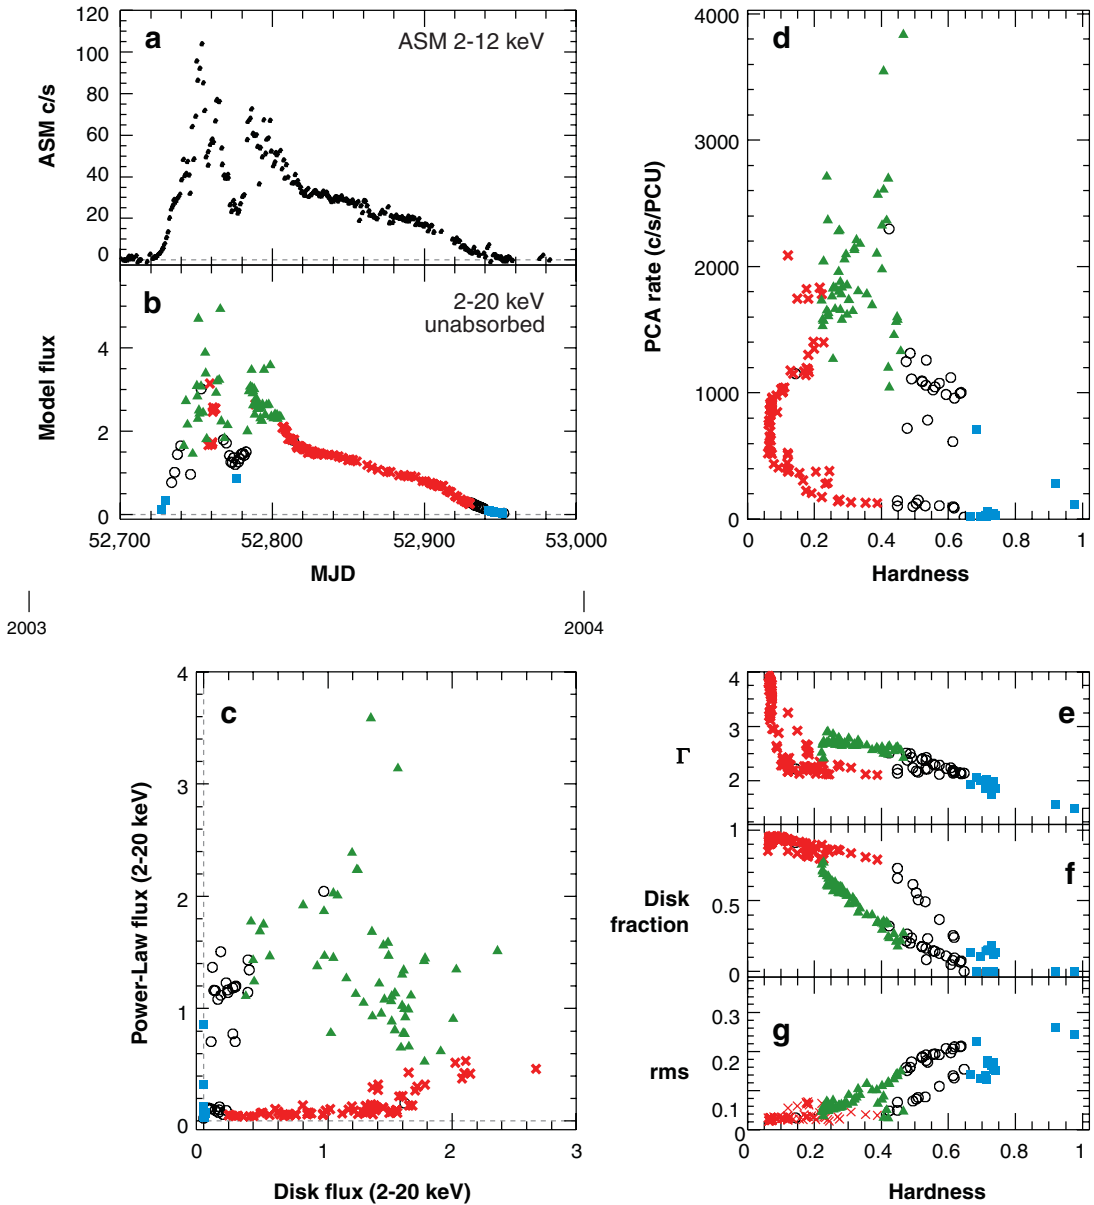 a
ASM 2-12 keV
120
100
80
60
40
20
0
ASM c/s
b
2-20 keV
unabsorbed
4
2
0
Model flux
52,700 52,800 52,900 53,000
MJD
2003 2004
d
4000
3000
2000
1000
0
PCA rate (c/s/PCU)
0 0.2 0.4 0.6 0.8 1
Hardness
c
4
3
2
1
0
Power-Law flux (2-20 keV)
0 1 2 3
Disk flux (2-20 keV)
e
4
3
2
Γ
f
1
0.5
0
Disk
fraction
g
0.3
0.2
0.1
0
rms
0 0.2 0.4 0.6 0.8 1
Hardness